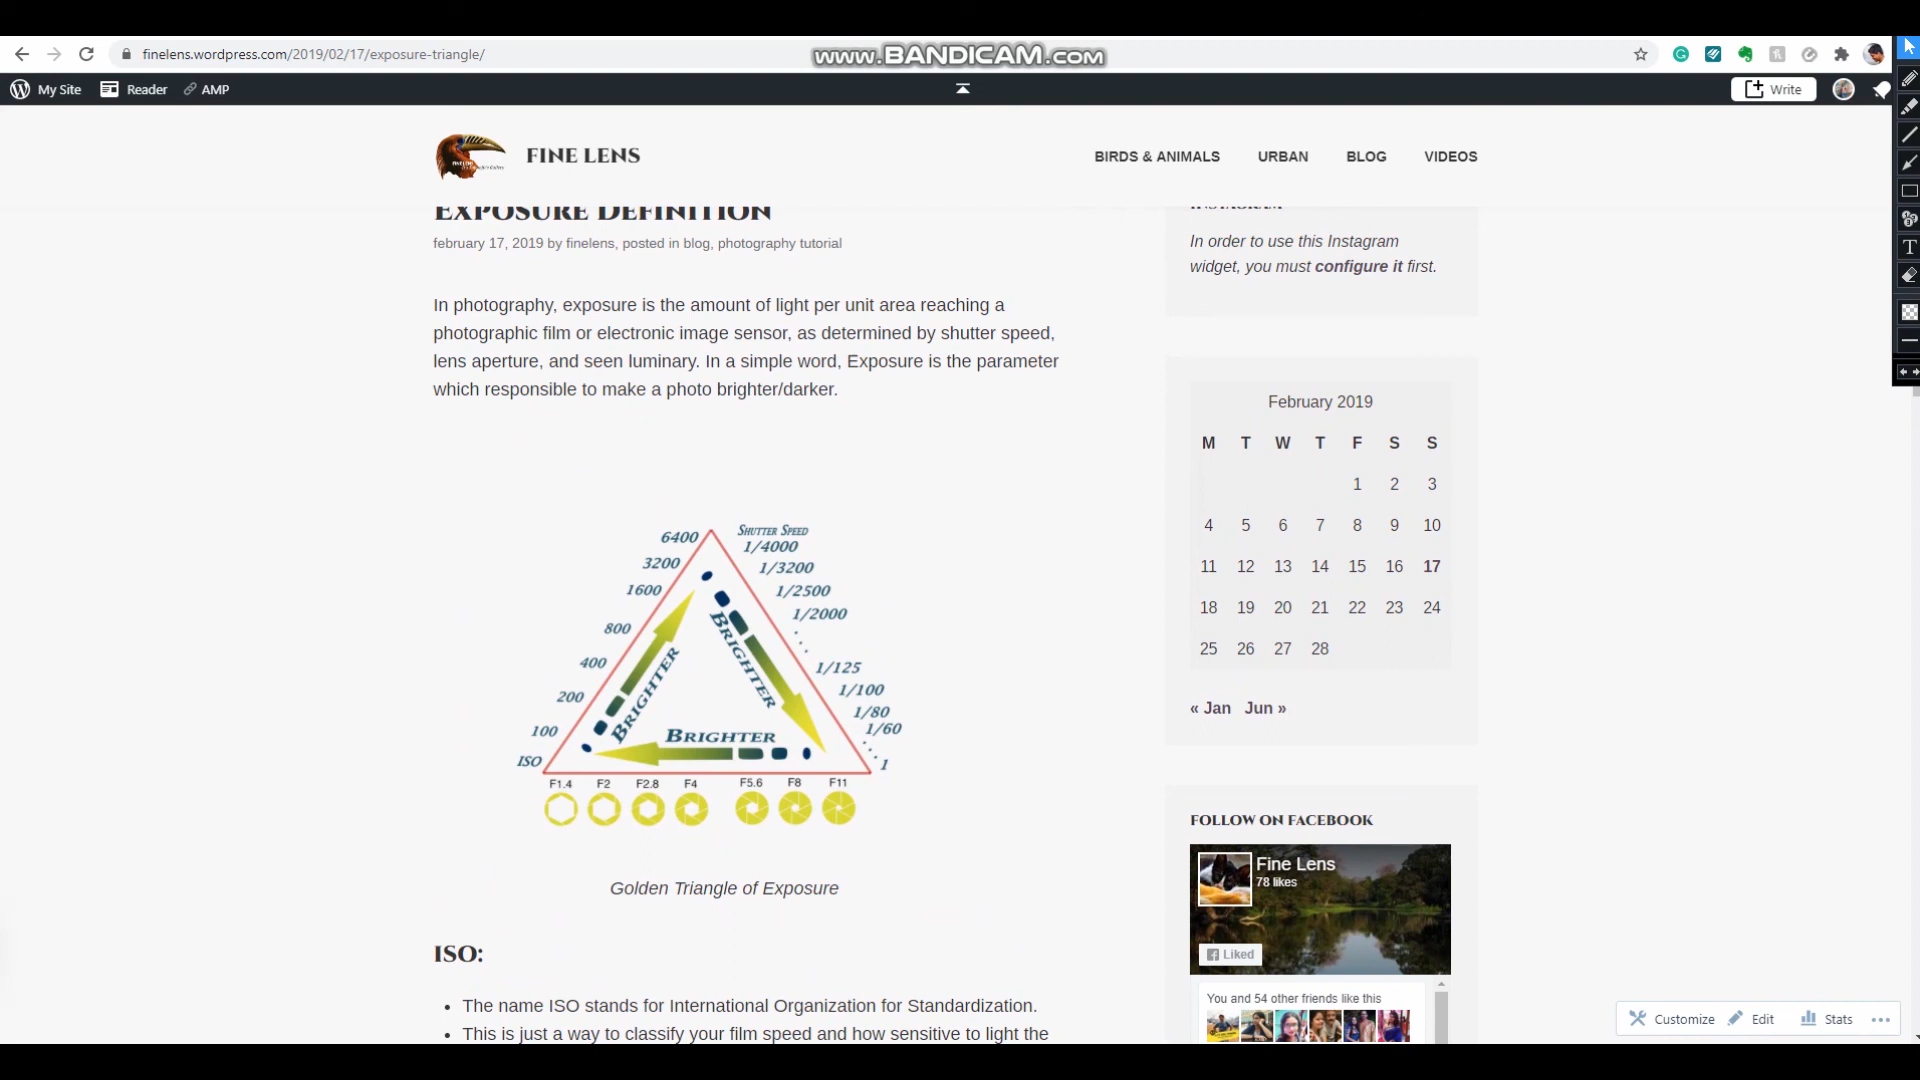 finelens.wordpress.com/2019/02/17/exposure-triangle/
www.BANDICAM.com
My Site
Reader
AMP
Write
FINE LENS
BIRDS & ANIMALS
URBAN
BLOG
VIDEOS
EXPOSURE DEFINITION
february 17, 2019 by finelens, posted in blog, photography tutorial
In photography, exposure is the amount of light per unit area reaching a
photographic film or electronic image sensor, as determined by shutter speed,
lens aperture, and seen luminary. In a simple word, Exposure is the parameter
which responsible to make a photo brighter/darker.
6400
3200
1600
800
400
200
100
ISO
SHUTTER SPEED
1/4000
1/3200
1/2500
1/2000
1/125
1/100
1/80
1/60
1
BRIGHTER
BRIGHTER
BRIGHTER
F1.4 F2 F2.8 F4 F5.6 F8 F11
Golden Triangle of Exposure
ISO:
• The name ISO stands for International Organization for Standardization.
• This is just a way to classify your film speed and how sensitive to light the
INSTAGRAM
In order to use this Instagram
widget, you must configure it first.
February 2019
M T W T F S S
1 2 3
4 5 6 7 8 9 10
11 12 13 14 15 16 17
18 19 20 21 22 23 24
25 26 27 28
« Jan Jun »
FOLLOW ON FACEBOOK
Fine Lens
78 likes
Liked
You and 54 other friends like this
Customize
Edit
Stats
T